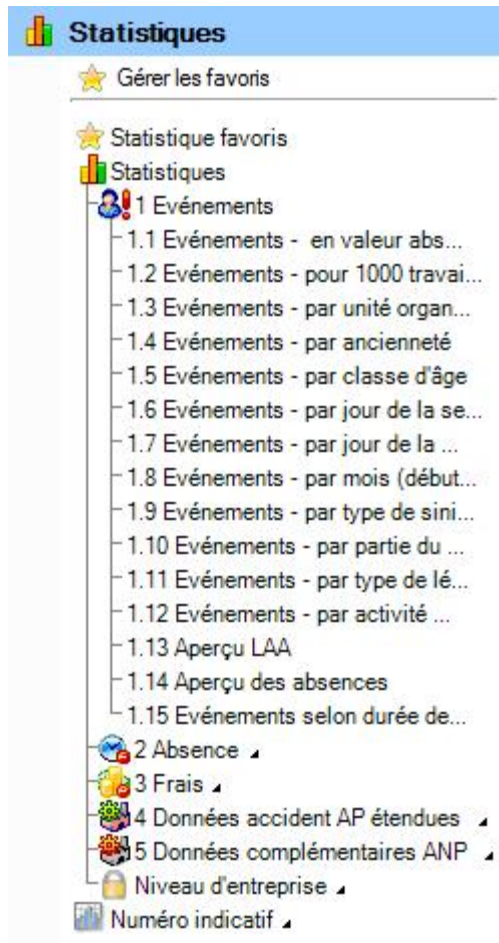 Statistiques
Gérer les favoris
Statistique favoris
Statistiques
1 Evénements
1.1 Evénements -  en valeur abs...
1.2 Evénements - pour 1000 travai...
1.3 Evénements - par unité organ...
1.4 Evénements - par ancienneté
1.5 Evénements - par classe d'âge
1.6 Evénements - par jour de la se...
1.7 Evénements - par jour de la ...
1.8 Evénements - par mois (début...
1.9 Evénements - par type de sini...
1.10 Evénements - par partie du ...
1.11 Evénements - par type de lé...
1.12 Evénements - par activité ...
1.13 Aperçu LAA
1.14 Aperçu des absences
1.15 Evénements selon durée de...
2 Absence
3 Frais
4 Données accident AP étendues
5 Données complémentaires ANP
Niveau d'entreprise
Numéro indicatif